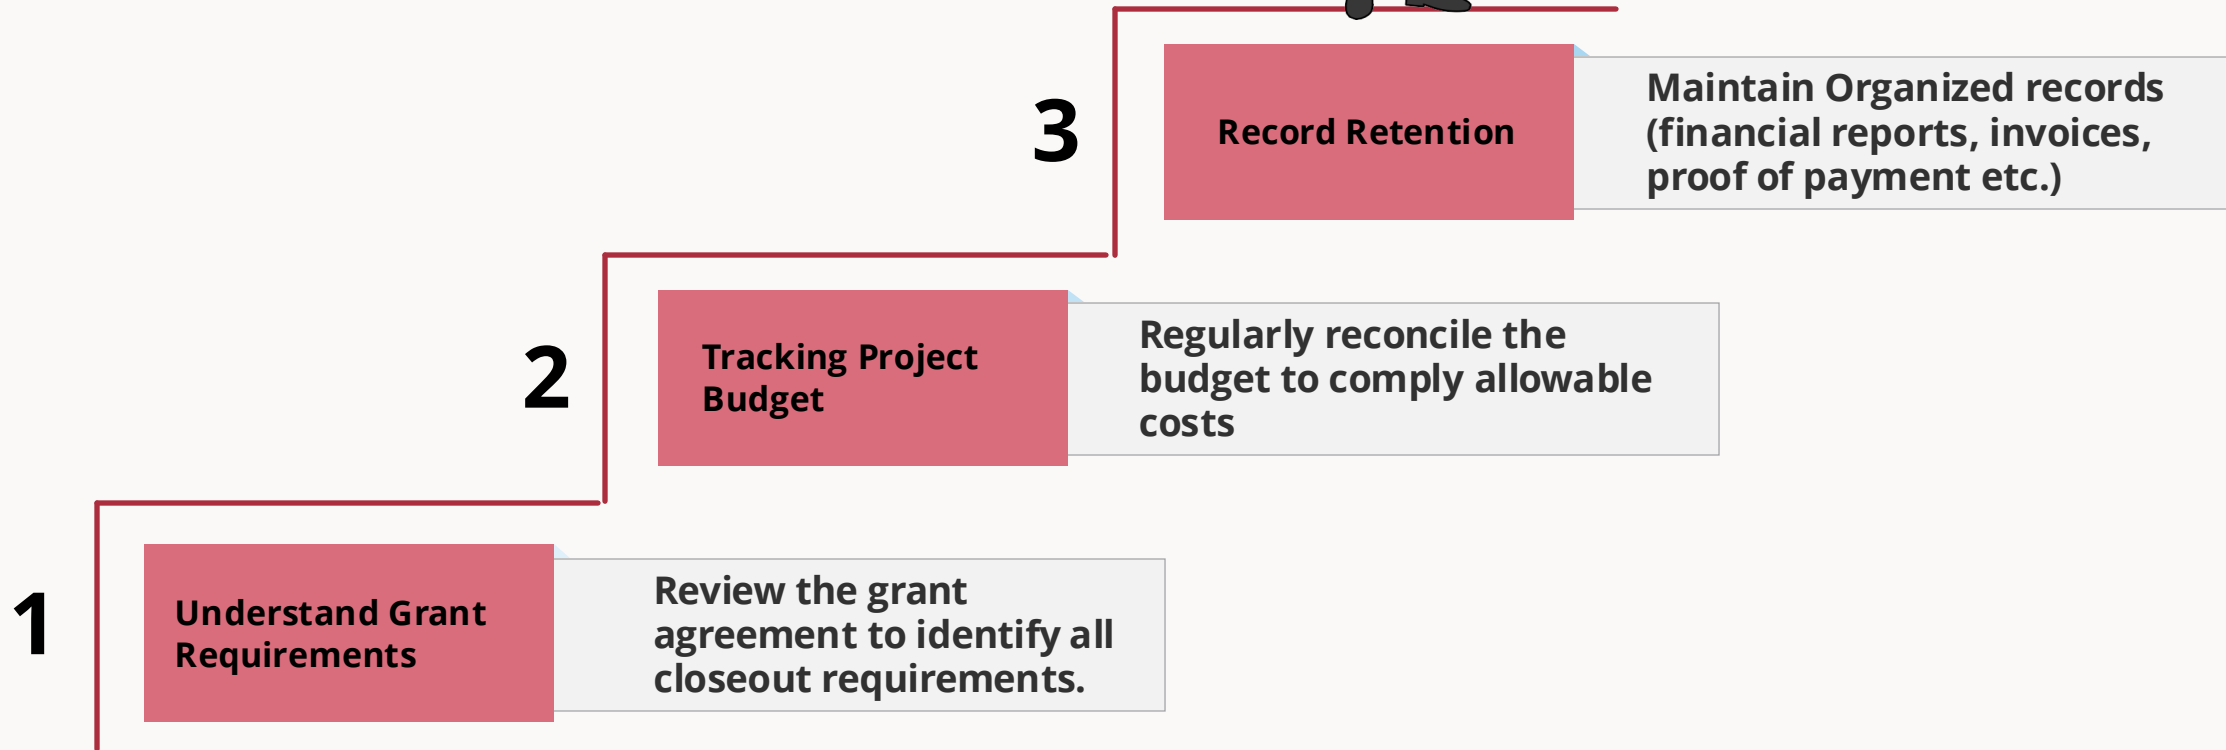 3
Record Retention
Maintain Organized records
(financial reports, invoices,
proof of payment etc.)
2
Tracking Project
Budget
Regularly reconcile the
budget to comply allowable
costs
1
Understand Grant
Requirements
Review the grant
agreement to identify all
closeout requirements.